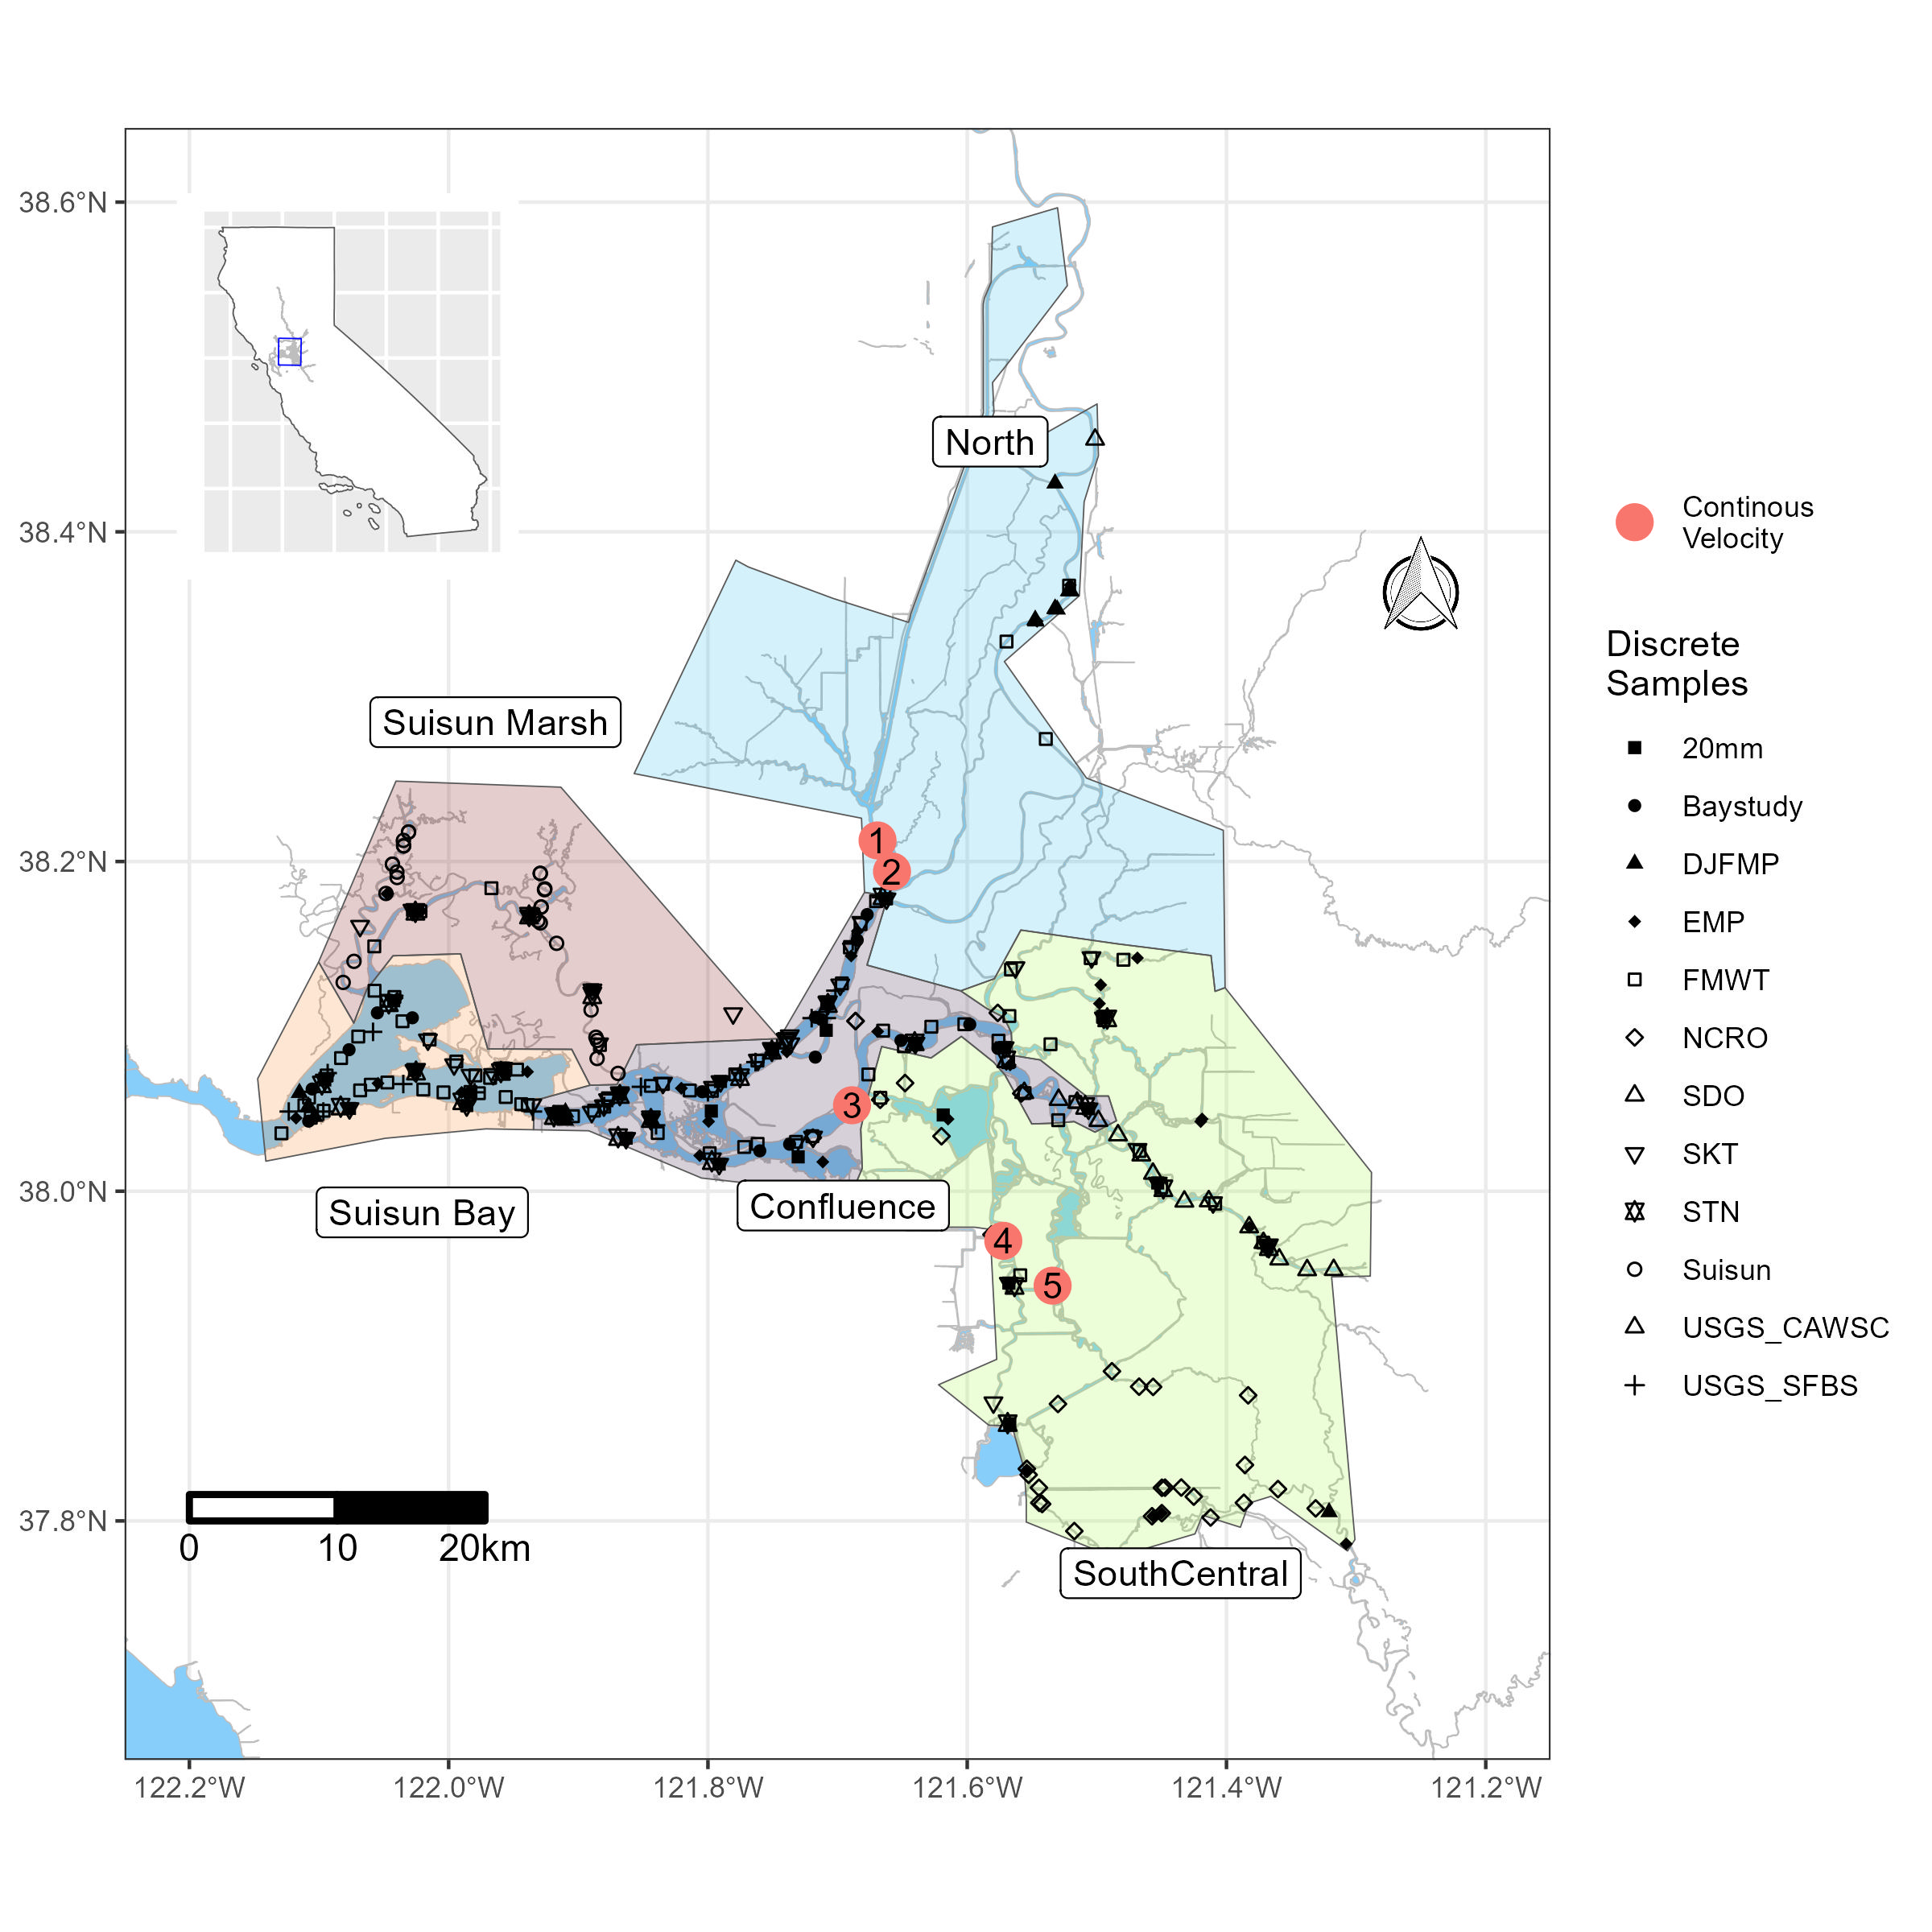 38.6°N
38.4°N
38.2°N
38.0°N
37.8°N
122.2°W
122.0°W
121.8°W
121.6°W
121.4°W
121.2°W
North
Suisun Marsh
Suisun Bay
Confluence
SouthCentral
1
2
3
4
5
0
10
20km
Continous
Velocity
Discrete
Samples
20mm
Baystudy
DJFMP
EMP
FMWT
NCRO
SDO
SKT
STN
Suisun
USGS_CAWSC
USGS_SFBS